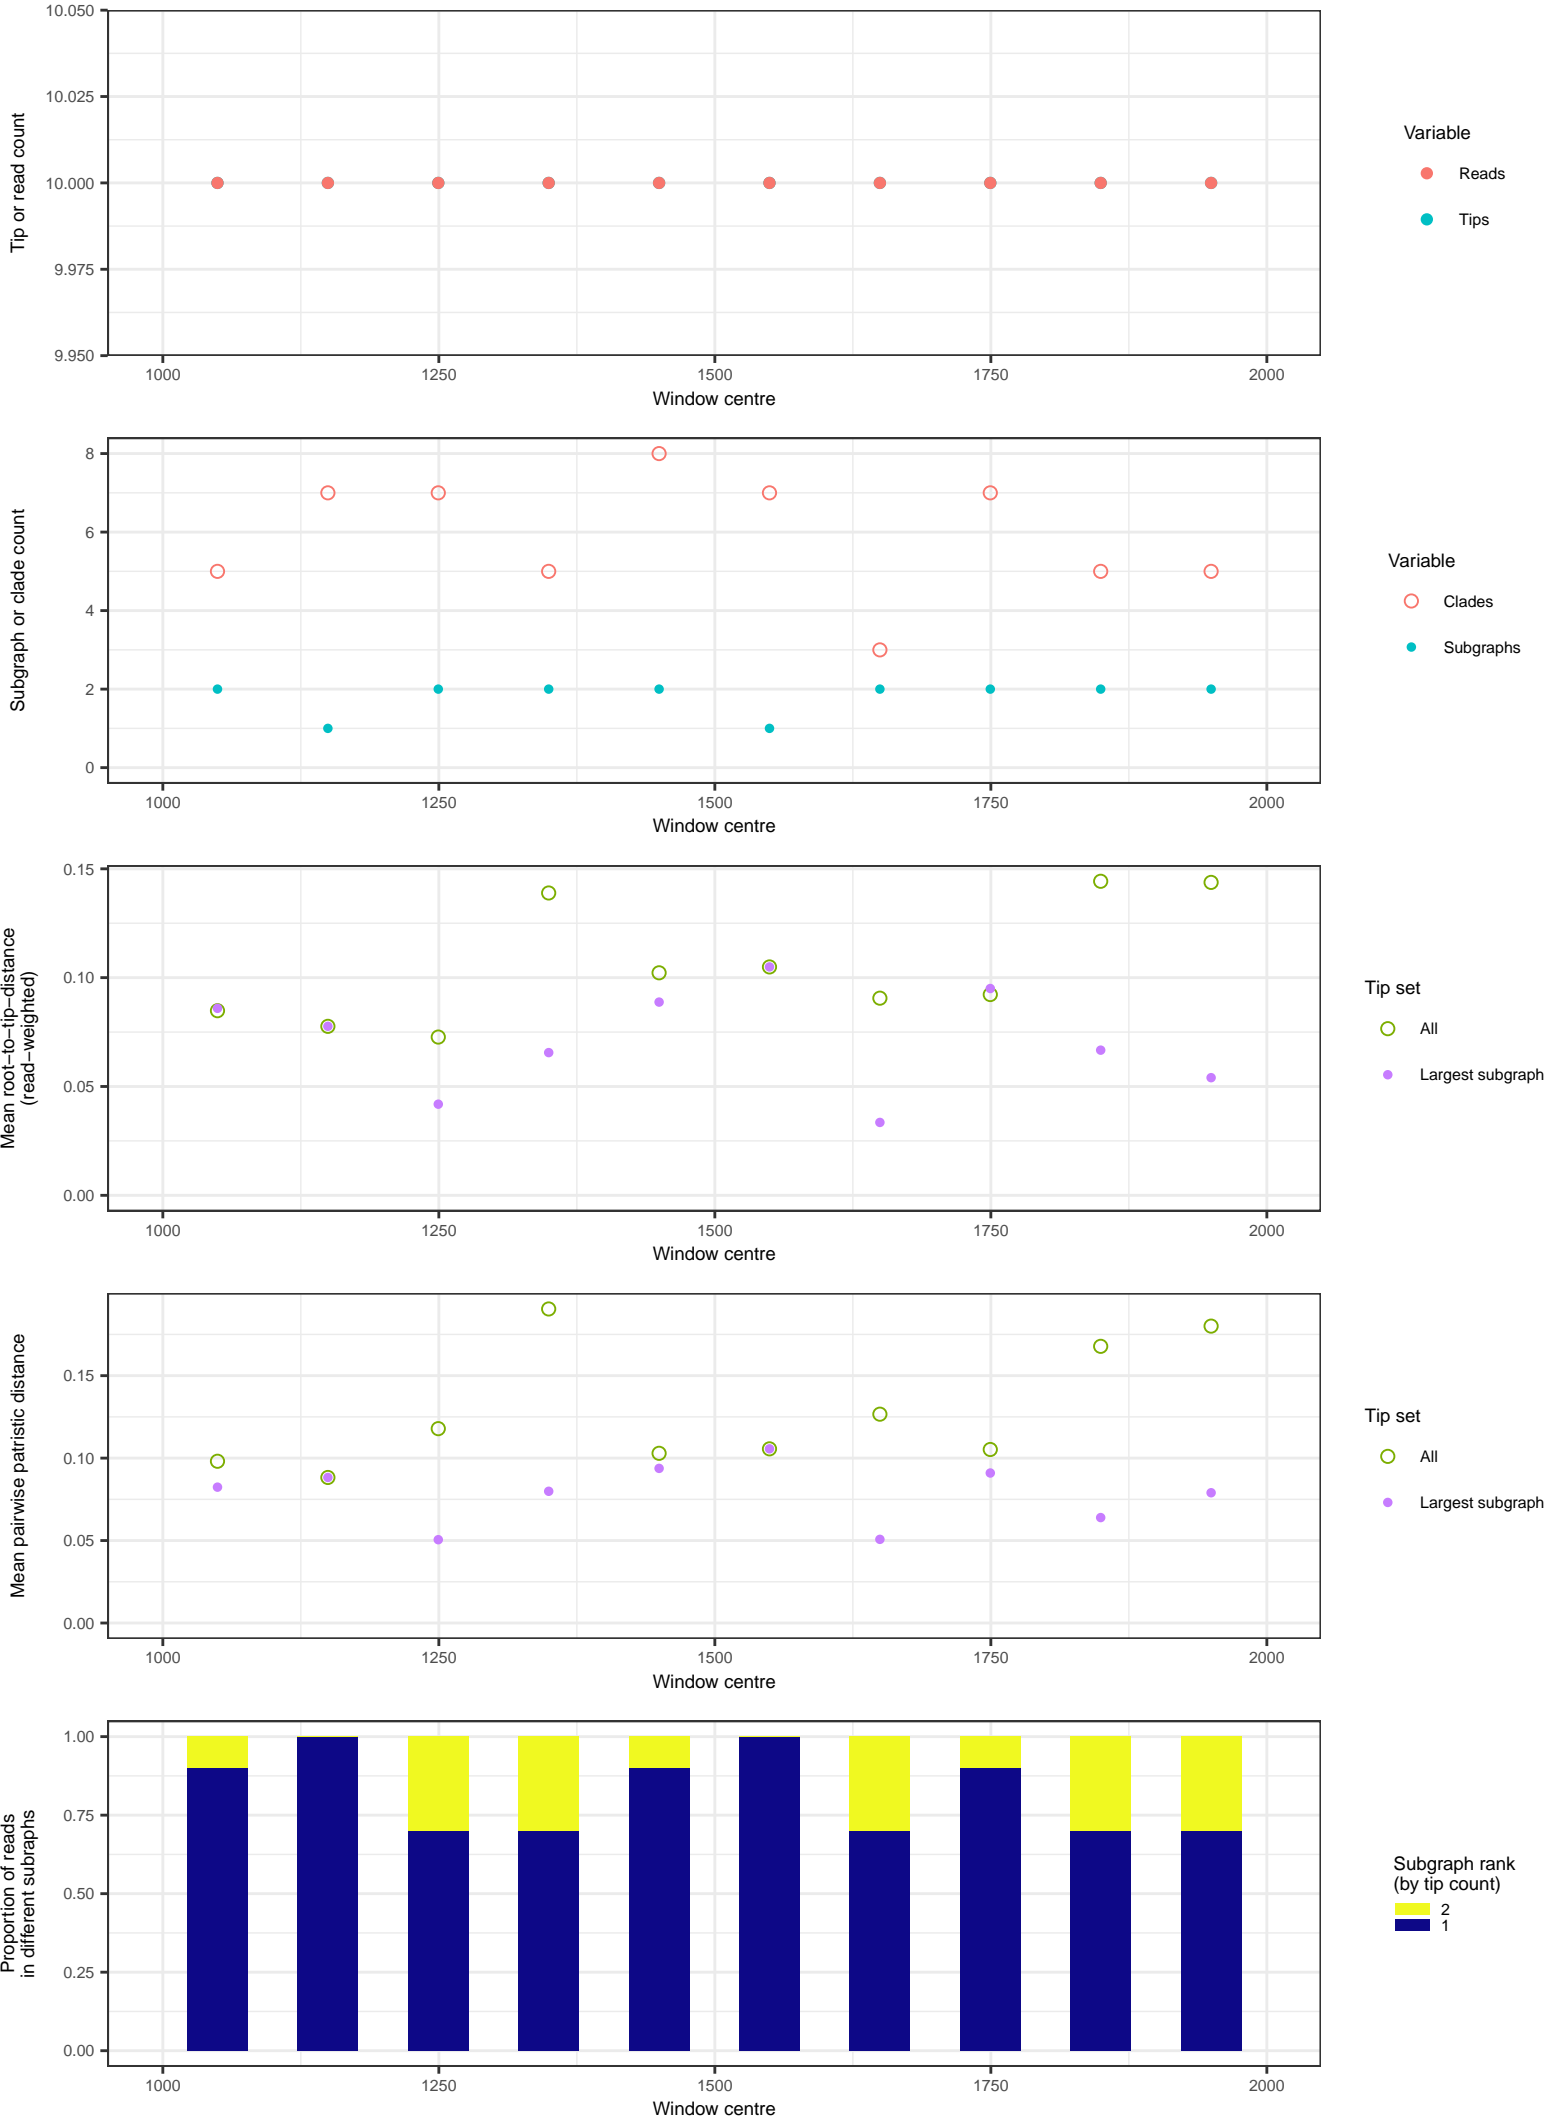 10.050
10.025
10.000
9.975
9.950
Tip or read count
1000 1250 1500 1750 2000
Window centre
Variable
Reads
Tips
8
6
4
2
0
Subgraph or clade count
1000 1250 1500 1750 2000
Window centre
Variable
Clades
Subgraphs
0.15
0.10
0.05
0.00
Mean root−to−tip−distance
(read−weighted)
1000 1250 1500 1750 2000
Window centre
Tip set
All
Largest subgraph
0.15
0.10
0.05
0.00
Mean pairwise patristic distance
1000 1250 1500 1750 2000
Window centre
Tip set
All
Largest subgraph
1.00
0.75
0.50
0.25
0.00
Proportion of reads
in different subraphs
1000 1250 1500 1750 2000
Window centre
Subgraph rank
(by tip count)
2
1